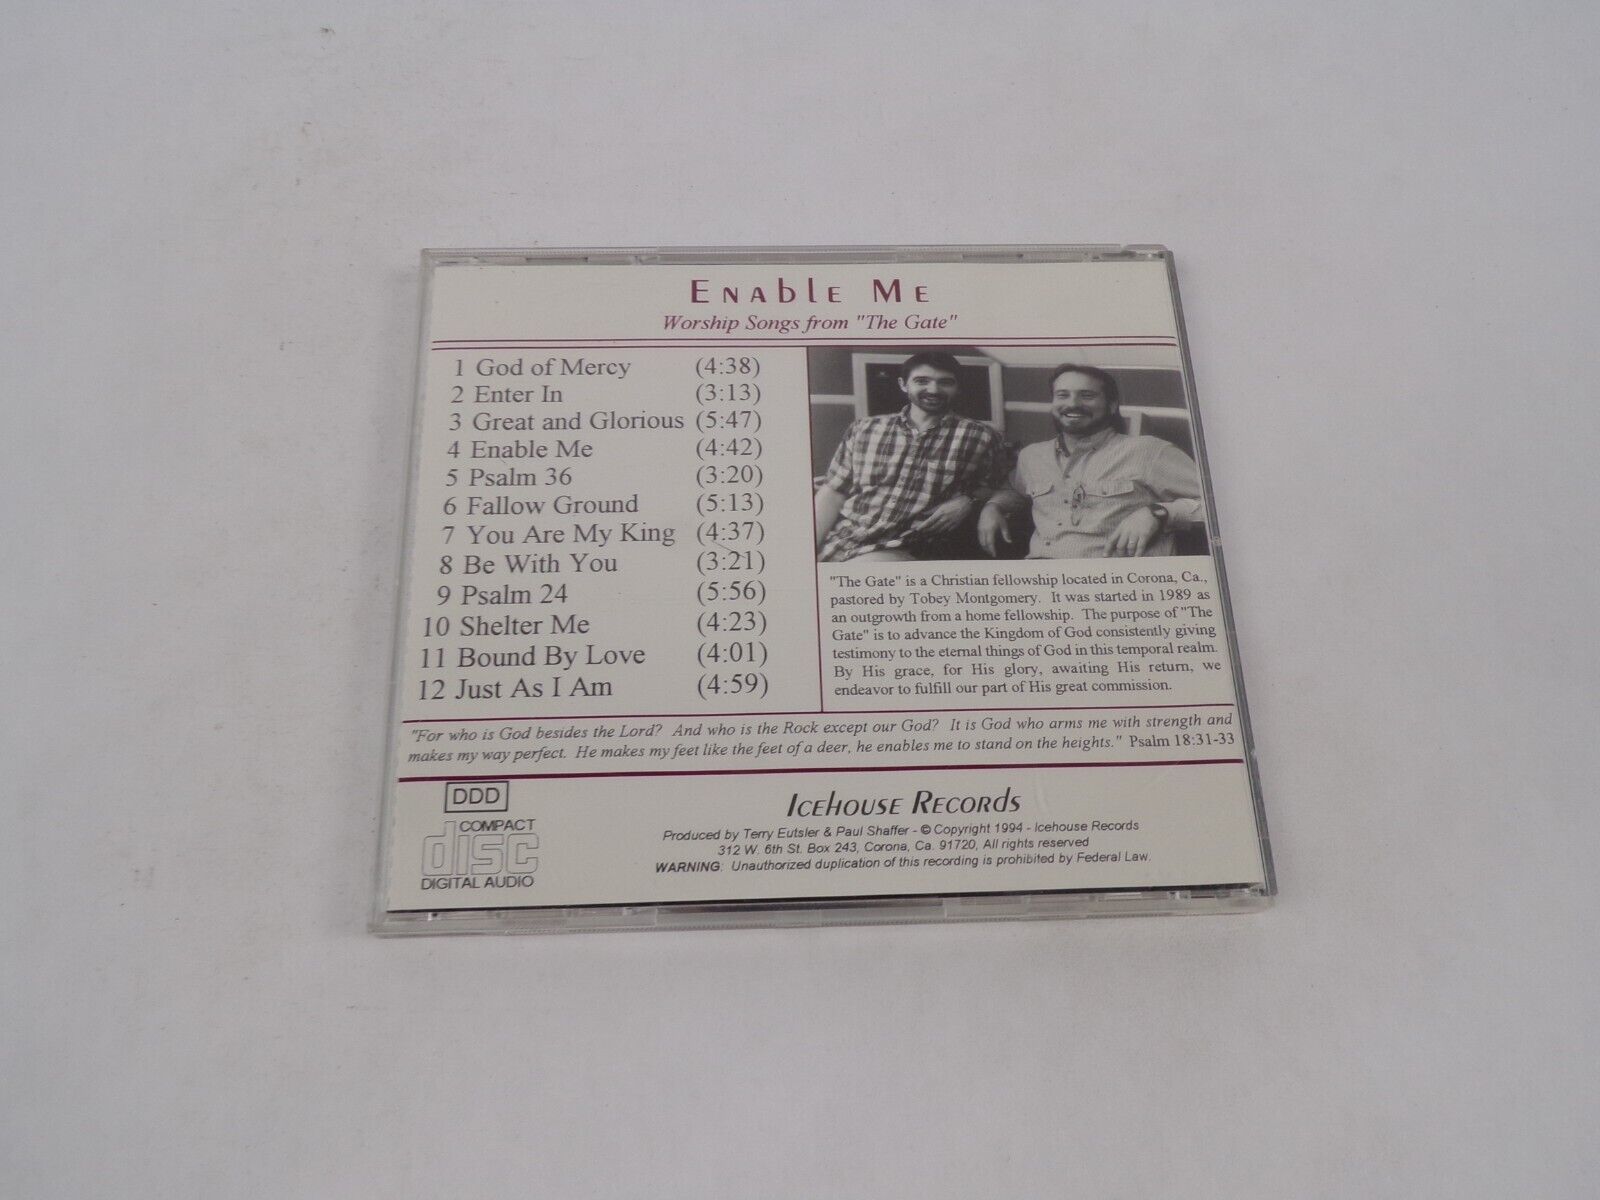 Enable Me
Worship Songs from "The Gate"
1 God of Mercy (4:38)
2 Enter In (3:13)
3 Great and Glorious (5:47)
4 Enable Me (4:42)
5 Psalm 36 (3:20)
6 Fallow Ground (5:13)
7 You Are My King (4:37)
8 Be With You (3:21)
9 Psalm 24 (5:56)
10 Shelter Me (4:23)
11 Bound By Love (4:01)
12 Just As I Am (4:59)
"The Gate" is a Christian fellowship located in Corona, Ca.,
pastored by Tobey Montgomery. It was started in 1989 as
an outgrowth from a home fellowship. The purpose of "The
Gate" is to advance the Kingdom of God consistently giving
testimony to the eternal things of God in this temporal realm.
By His grace, for His glory, awaiting His return, we
endeavor to fulfill our part of His great commission.
"For who is God besides the Lord? And who is the Rock except our God? It is God who arms me with strength and
makes my way perfect. He makes my feet like the feet of a deer, he enables me to stand on the heights." Psalm 18:31-33
DDD
COMPACT
disc
DIGITAL AUDIO
Icehouse Records
Produced by Terry Eutsler & Paul Shaffer - © Copyright 1994 - Icehouse Records
312 W. 6th St. Box 243, Corona, Ca. 91720, All rights reserved
WARNING: Unauthorized duplication of this recording is prohibited by Federal Law.